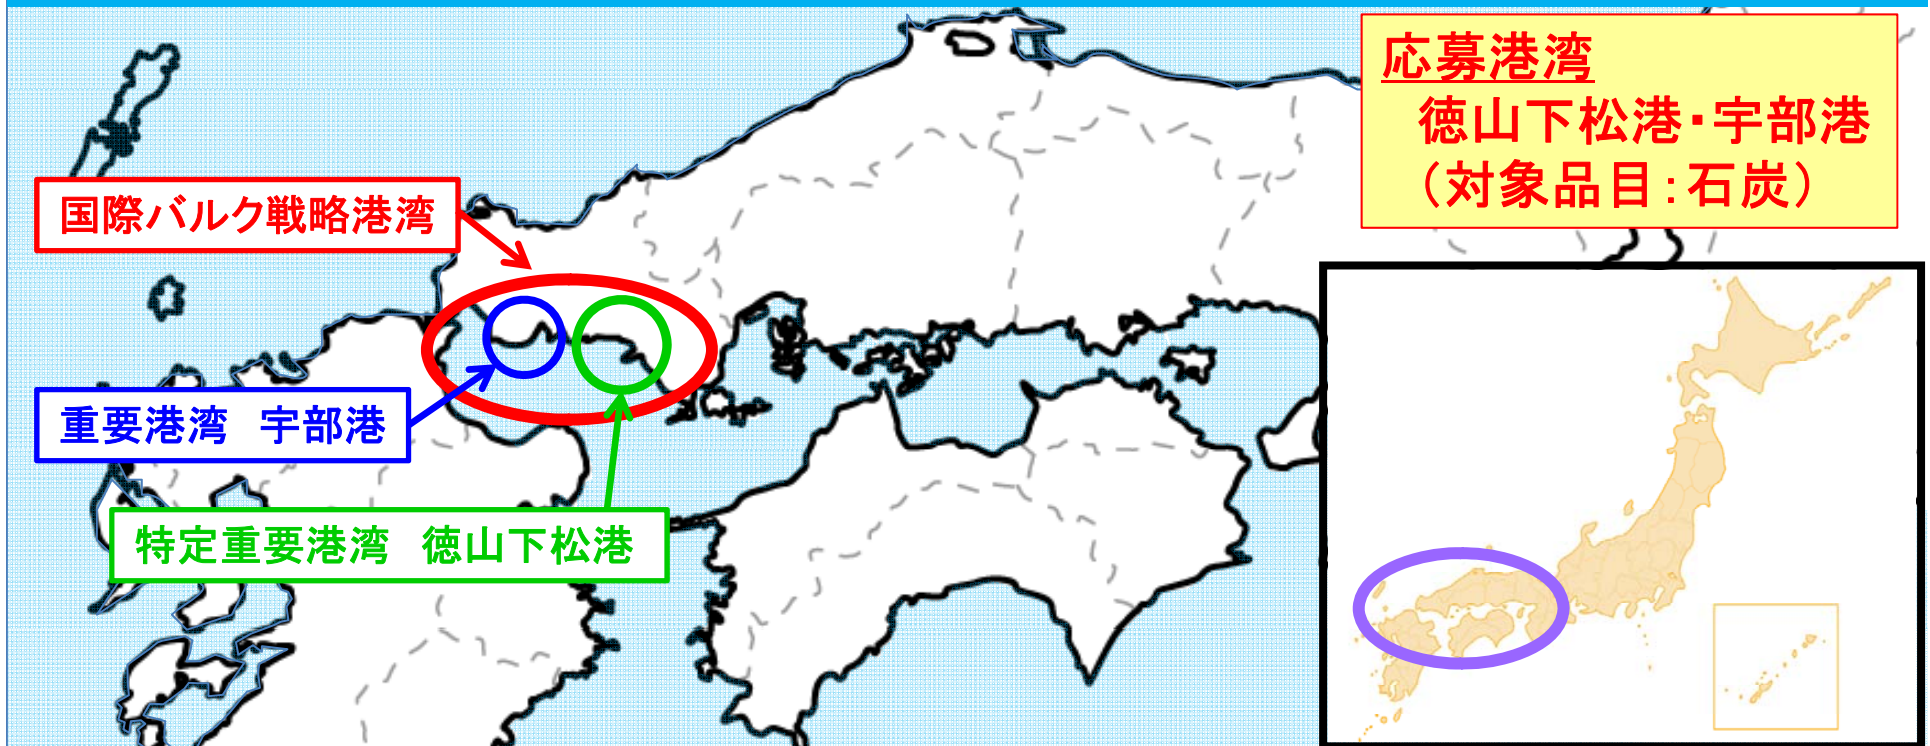 応募港湾
徳山下松港・宇部港
（対象品目：石炭）
国際バルク戦略港湾
重要港湾　宇部港
特定重要港湾　徳山下松港